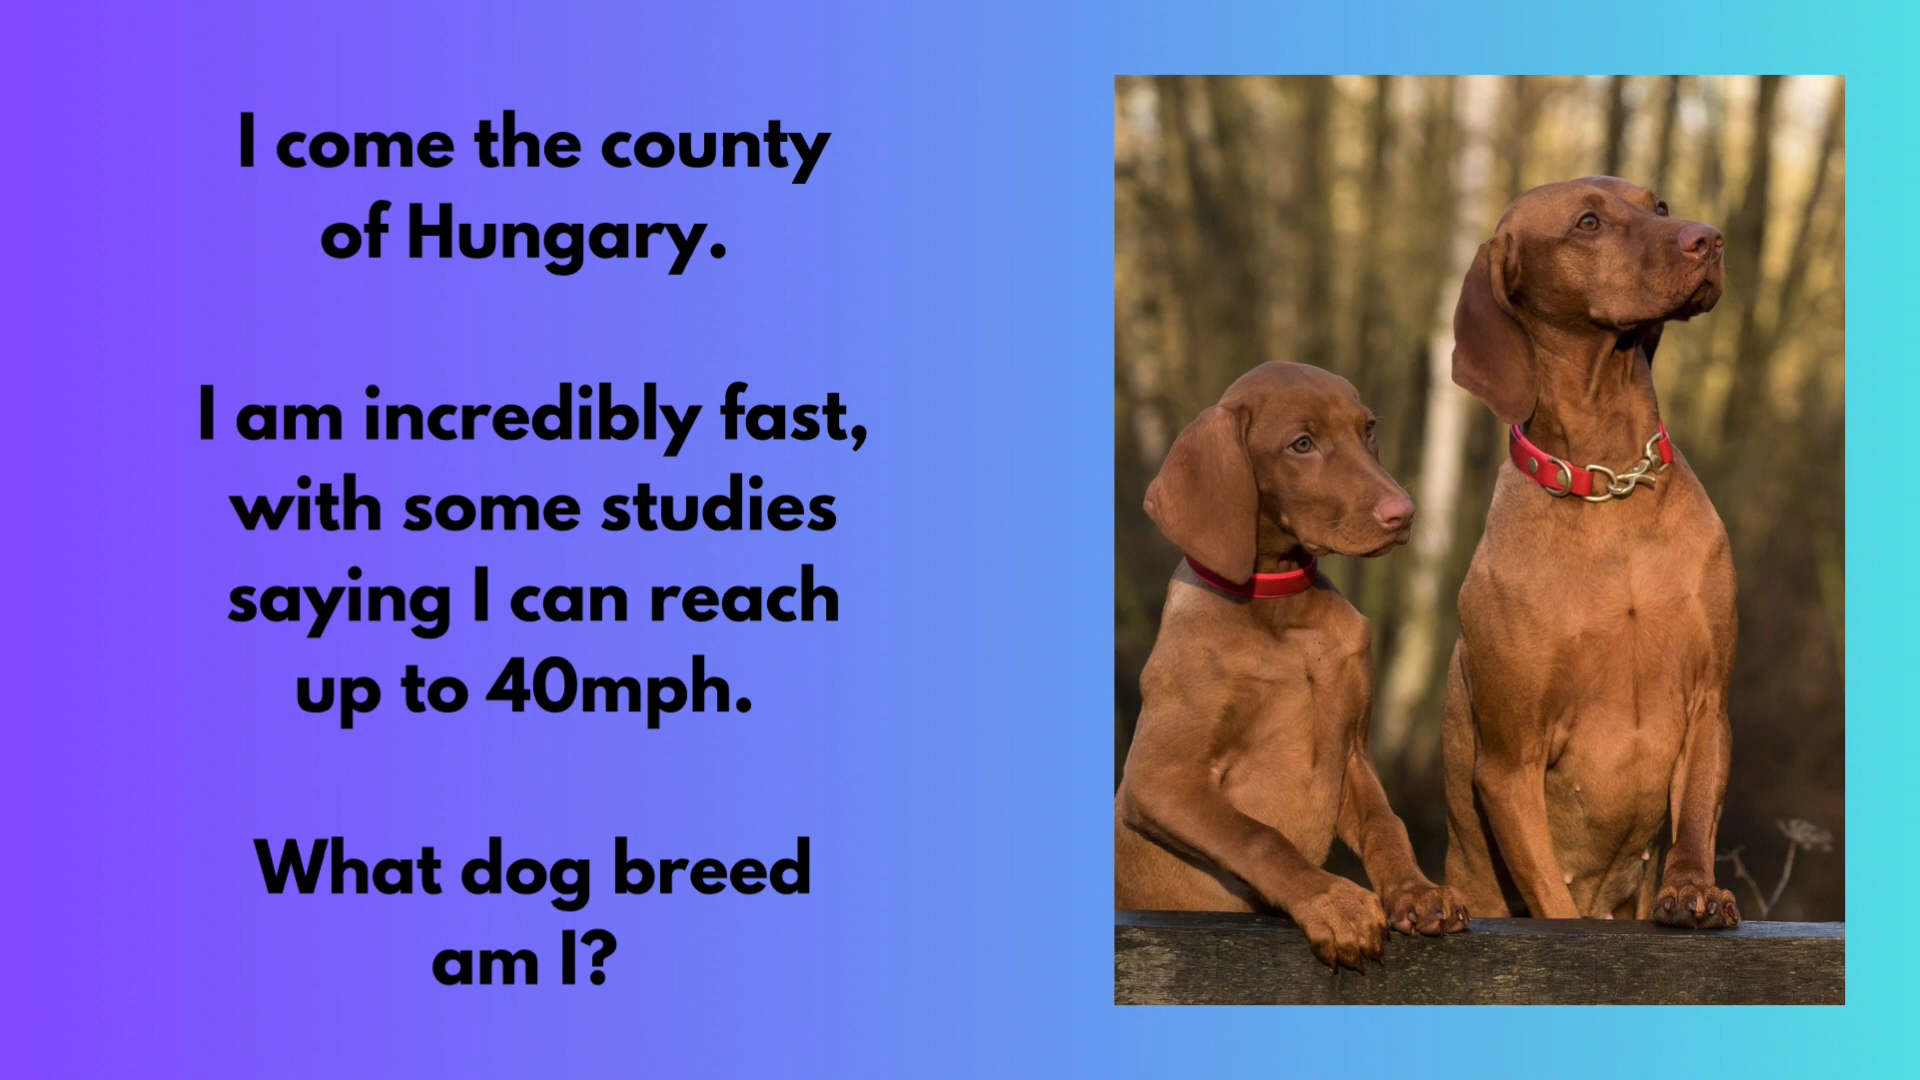 I come the county
of Hungary.
I am incredibly fast,
with some studies
saying I can reach
up to 40mph.
What dog breed
am I?